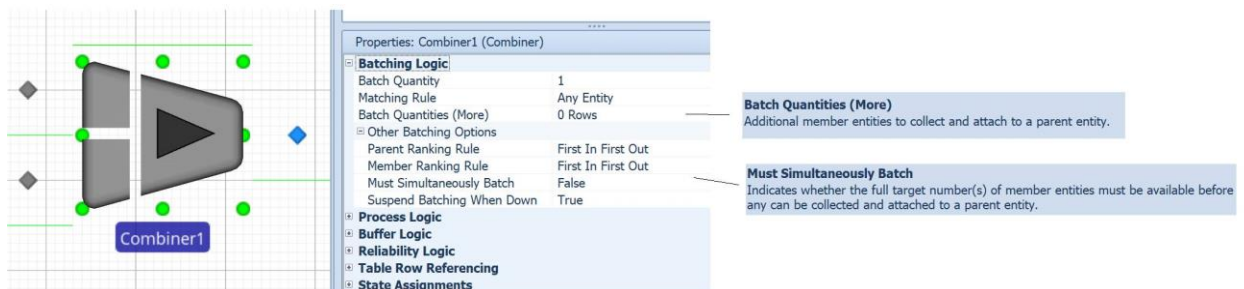 Combiner1
Properties: Combiner1 (Combiner)
Batching Logic
Batch Quantity 1
Matching Rule Any Entity
Batch Quantities (More) 0 Rows
Other Batching Options
Parent Ranking Rule First In First Out
Member Ranking Rule First In First Out
Must Simultaneously Batch False
Suspend Batching When Down True
Process Logic
Buffer Logic
Reliability Logic
Table Row Referencing
State Assignments
Batch Quantities (More)
Additional member entities to collect and attach to a parent entity.
Must Simultaneously Batch
Indicates whether the full target number(s) of member entities must be available before
any can be collected and attached to a parent entity.